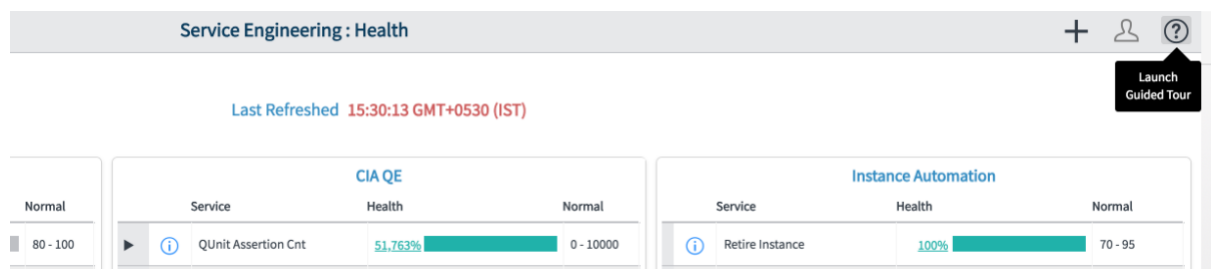 Service Engineering : Health
Launch
Guided Tour
Last Refreshed 15:30:13 GMT+0530 (IST)
CIA QE
Instance Automation
Normal
Service Health Normal
Service Health Normal
80 - 100
QUnit Assertion Cnt 51,763% 0 - 10000
Retire Instance 100% 70 - 95